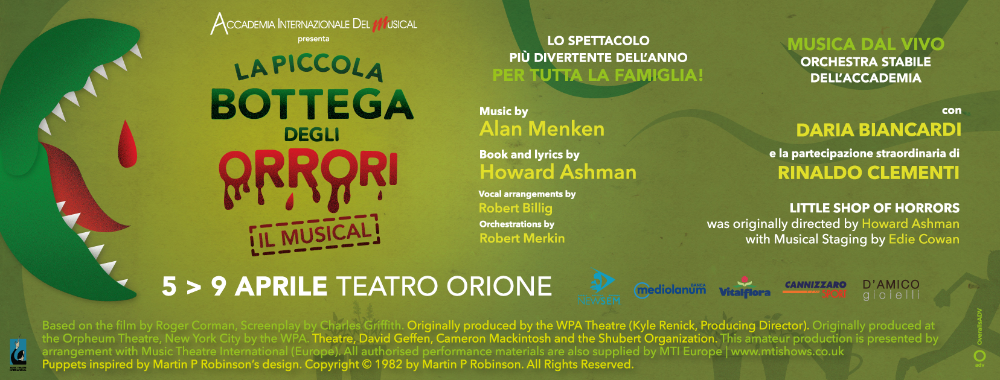 ACCADEMIA INTERNAZIONALE DEL MUSICAL
presenta
LA PICCOLA
BOTTEGA
DEGLI
ORRORI
IL MUSICAL
LO SPETTACOLO
PIÙ DIVERTENTE DELL'ANNO
PER TUTTA LA FAMIGLIA!
Music by
Alan Menken
Book and lyrics by
Howard Ashman
Vocal arrangements by
Robert Billig
Orchestrations by
Robert Merkin
MUSICA DAL VIVO
ORCHESTRA STABILE
DELL'ACCADEMIA
con
DARIA BIANCARDI
e la partecipazione straordinaria di
RINALDO CLEMENTI
LITTLE SHOP OF HORRORS
was originally directed by Howard Ashman
with Musical Staging by Edie Cowan
5 > 9 APRILE TEATRO ORIONE
NEWSEM
BANCA
mediolanum
Vitalflora
CANNIZZARO
SPORT
D'AMICO
gioielli
Based on the film by Roger Corman, Screenplay by Charles Griffith. Originally produced by the WPA Theatre (Kyle Renick, Producing Director). Originally produced at
the Orpheum Theatre, New York City by the WPA. Theatre, David Geffen, Cameron Mackintosh and the Shubert Organization. This amateur production is presented by
arrangement with Music Theatre International (Europe). All authorised performance materials are also supplied by MTI Europe | www.mtishows.co.uk
Puppets inspired by Martin P Robinson's design. Copyright © 1982 by Martin P Robinson. All Rights Reserved.
MUSIC THEATRE
INTERNATIONAL
OverallsADV
adv